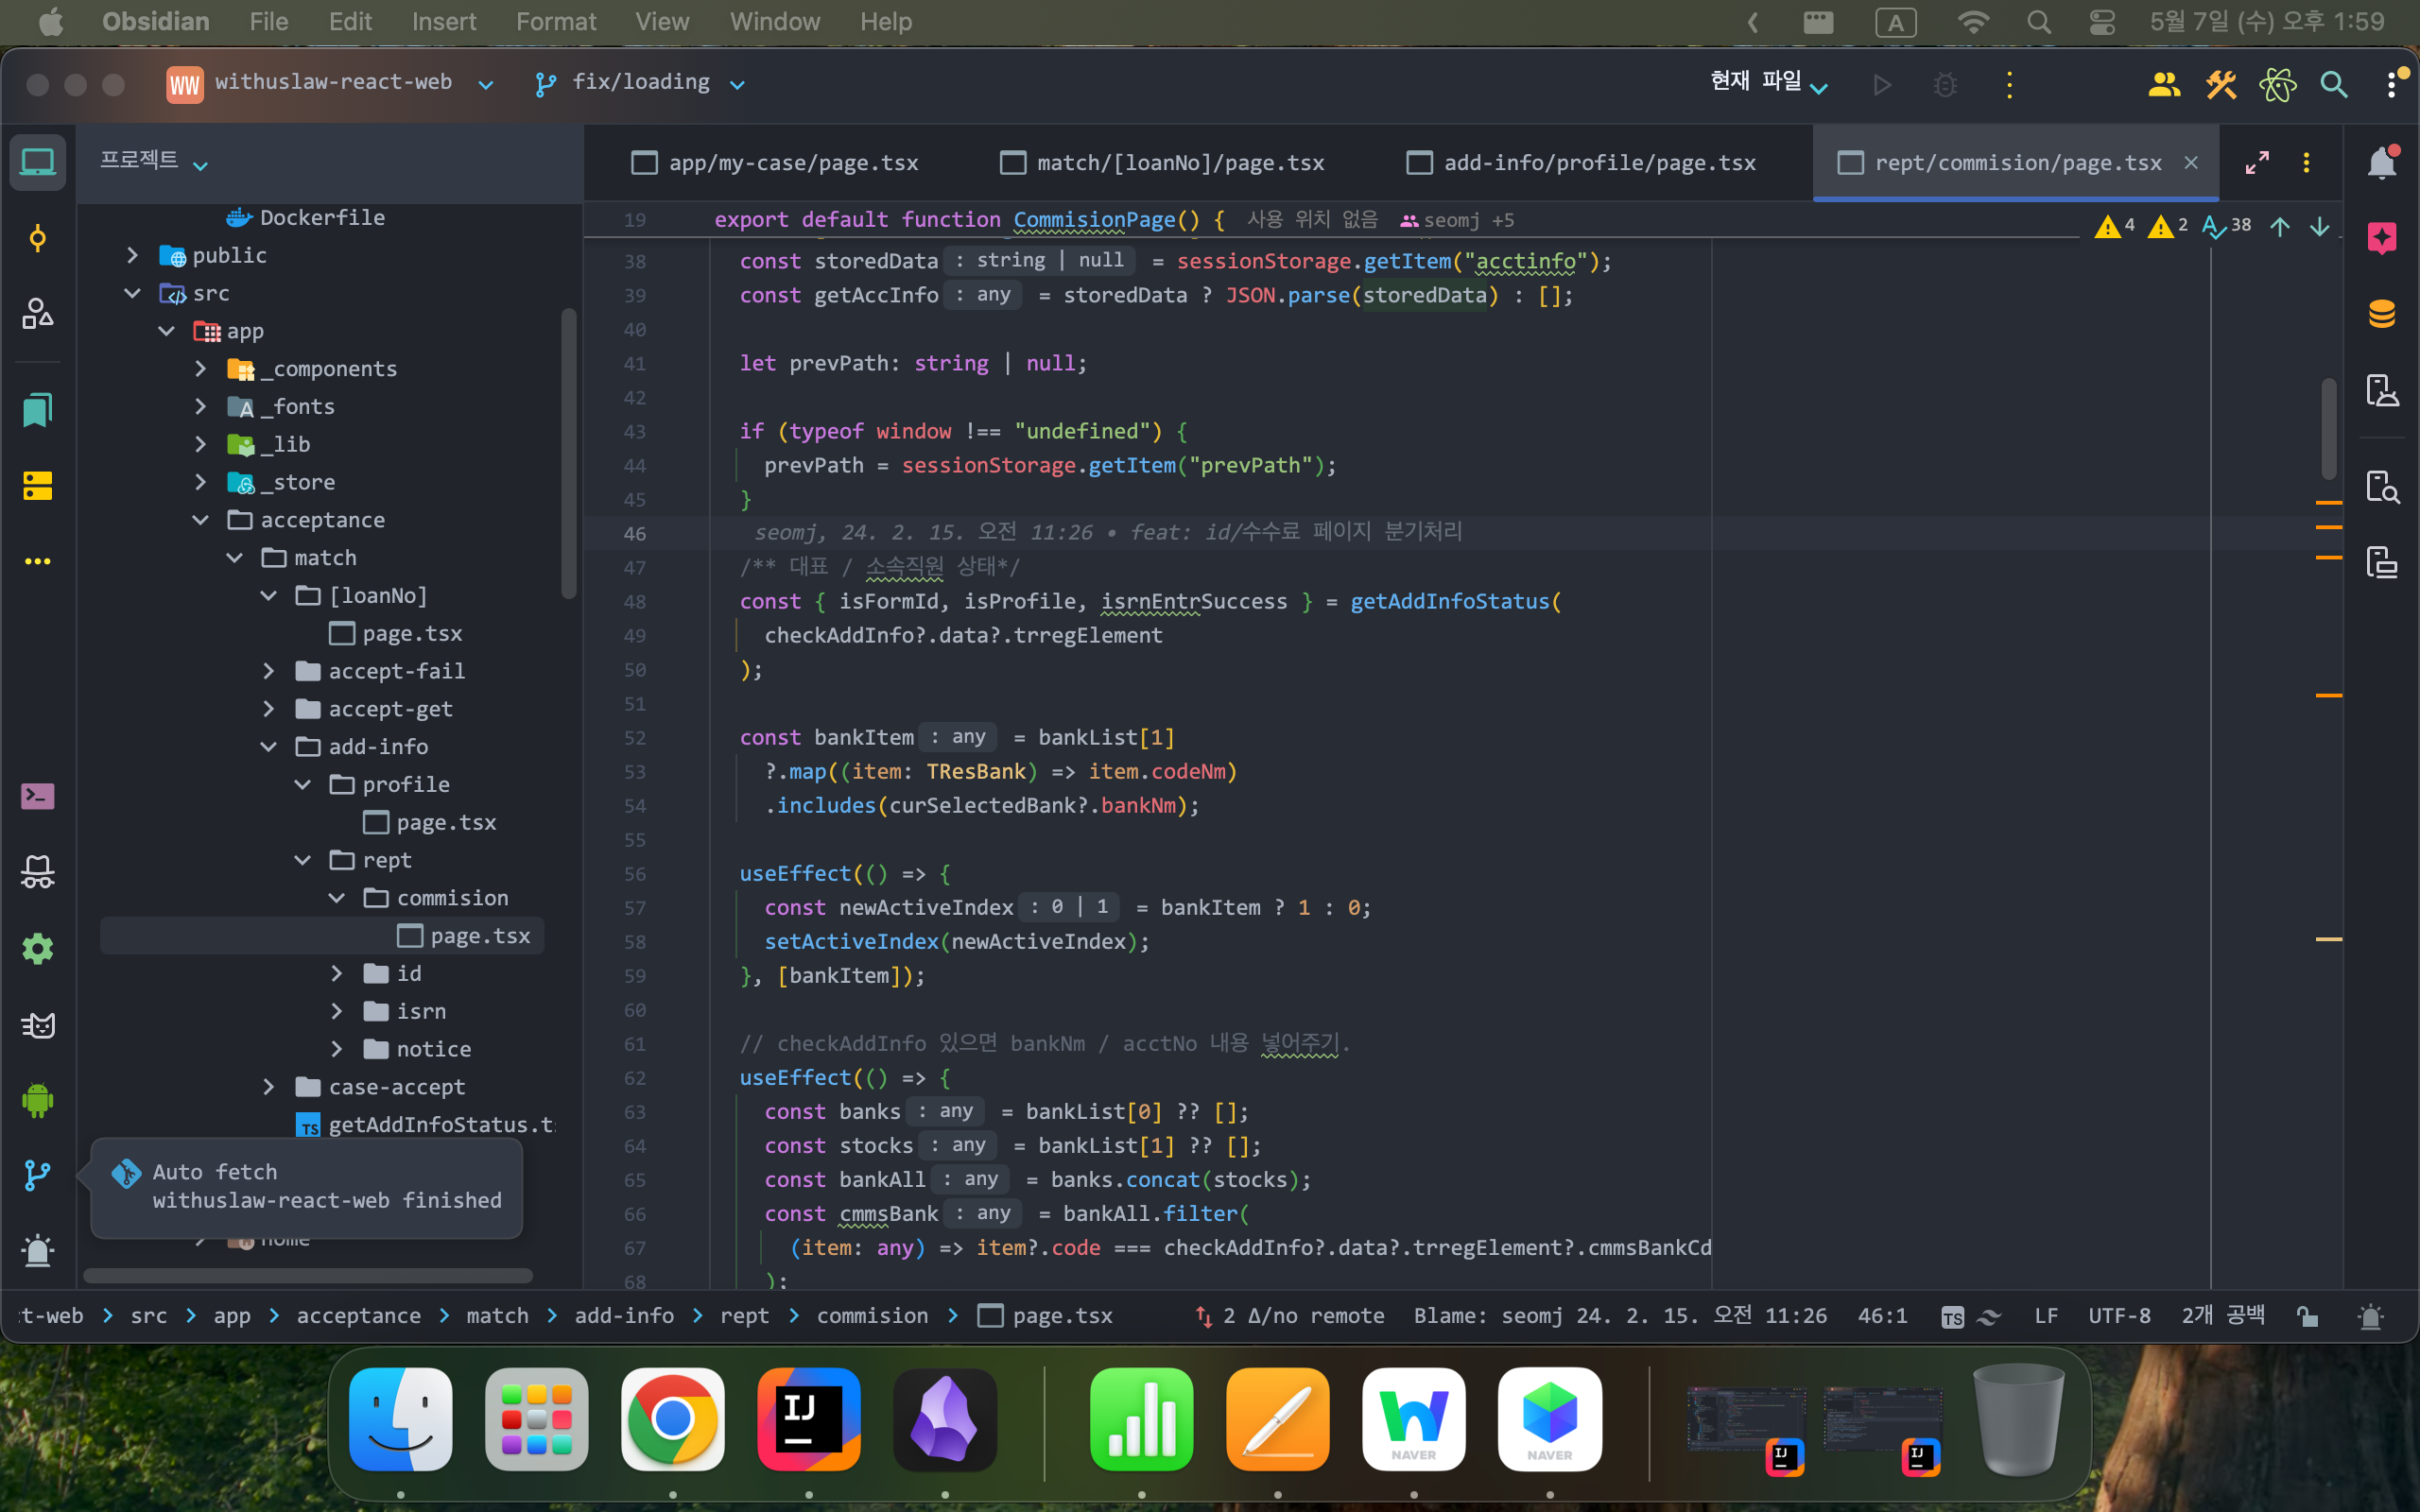 Obsidian File Edit Insert Format View Window Help A 5월 7일 (수) 오후 1:59
WW withuslaw-react-web fix/loading 현재 파일
프로젝트
app/my-case/page.tsx match/[loanNo]/page.tsx add-info/profile/page.tsx rept/commision/page.tsx
Dockerfile
public
src
app
_components
_fonts
_lib
_store
acceptance
match
[loanNo]
page.tsx
accept-fail
accept-get
add-info
profile
page.tsx
rept
commision
page.tsx
id
isrn
notice
case-accept
TS getAddInfoStatus.t
Auto fetch
withuslaw-react-web finished
home
19 export default function CommisionPage() { 사용 위치 없음 seomj +5
4 2 38
38 const storedData : string | null = sessionStorage.getItem("acctinfo");
39 const getAccInfo : any = storedData ? JSON.parse(storedData) : [];
40
41 let prevPath: string | null;
42
43 if (typeof window !== "undefined") {
44 prevPath = sessionStorage.getItem("prevPath");
45 }
46 seomj, 24. 2. 15. 오전 11:26 • feat: id/수수료 페이지 분기처리
47 /** 대표 / 소속직원 상태*/
48 const { isFormId, isProfile, isrnEntrSuccess } = getAddInfoStatus(
49 checkAddInfo?.data?.trregElement
50 );
51
52 const bankItem : any = bankList[1]
53 ?.map((item: TResBank) => item.codeNm)
54 .includes(curSelectedBank?.bankNm);
55
56 useEffect(() => {
57 const newActiveIndex : 0 | 1 = bankItem ? 1 : 0;
58 setActiveIndex(newActiveIndex);
59 }, [bankItem]);
60
61 // checkAddInfo 있으면 bankNm / acctNo 내용 넣어주기.
62 useEffect(() => {
63 const banks : any = bankList[0] ?? [];
64 const stocks : any = bankList[1] ?? [];
65 const bankAll : any = banks.concat(stocks);
66 const cmmsBank : any = bankAll.filter(
67 (item: any) => item?.code === checkAddInfo?.data?.trregElement?.cmmsBankCd
68 );
t-web > src > app > acceptance > match > add-info > rept > commision > page.tsx 2 Δ/no remote Blame: seomj 24. 2. 15. 오전 11:26 46:1 TS LF UTF-8 2개 공백
IJ NAVER NAVER IJ IJ